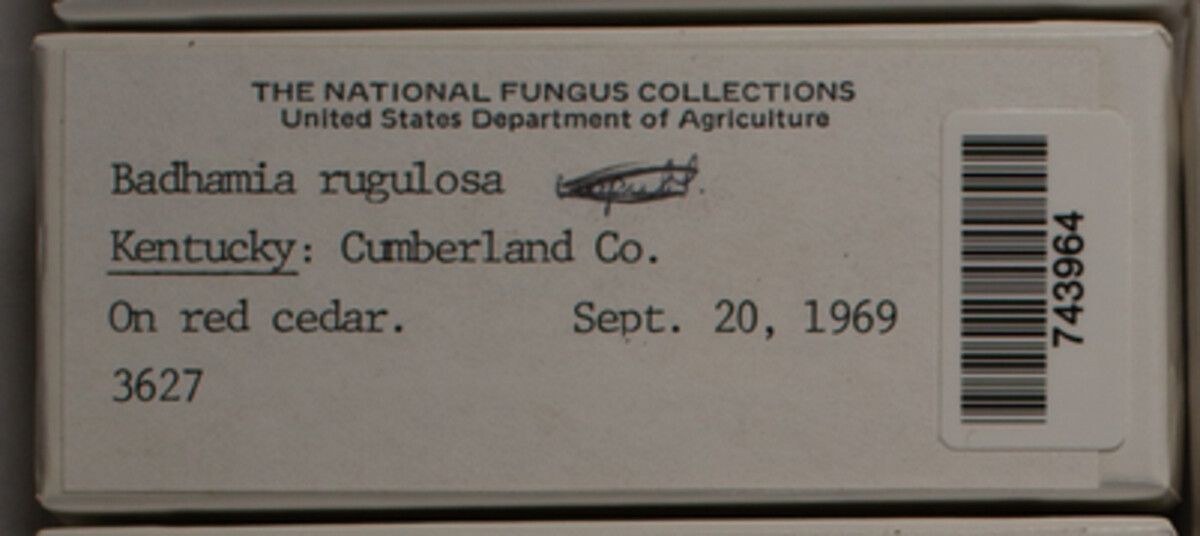 THE NATIONAL FUNGUS COLLECTIONS
United States Department of Agriculture
Badhamia rugulosa
Kentucky: Cumberland Co.
On red cedar. Sept. 20, 1969
3627
743964